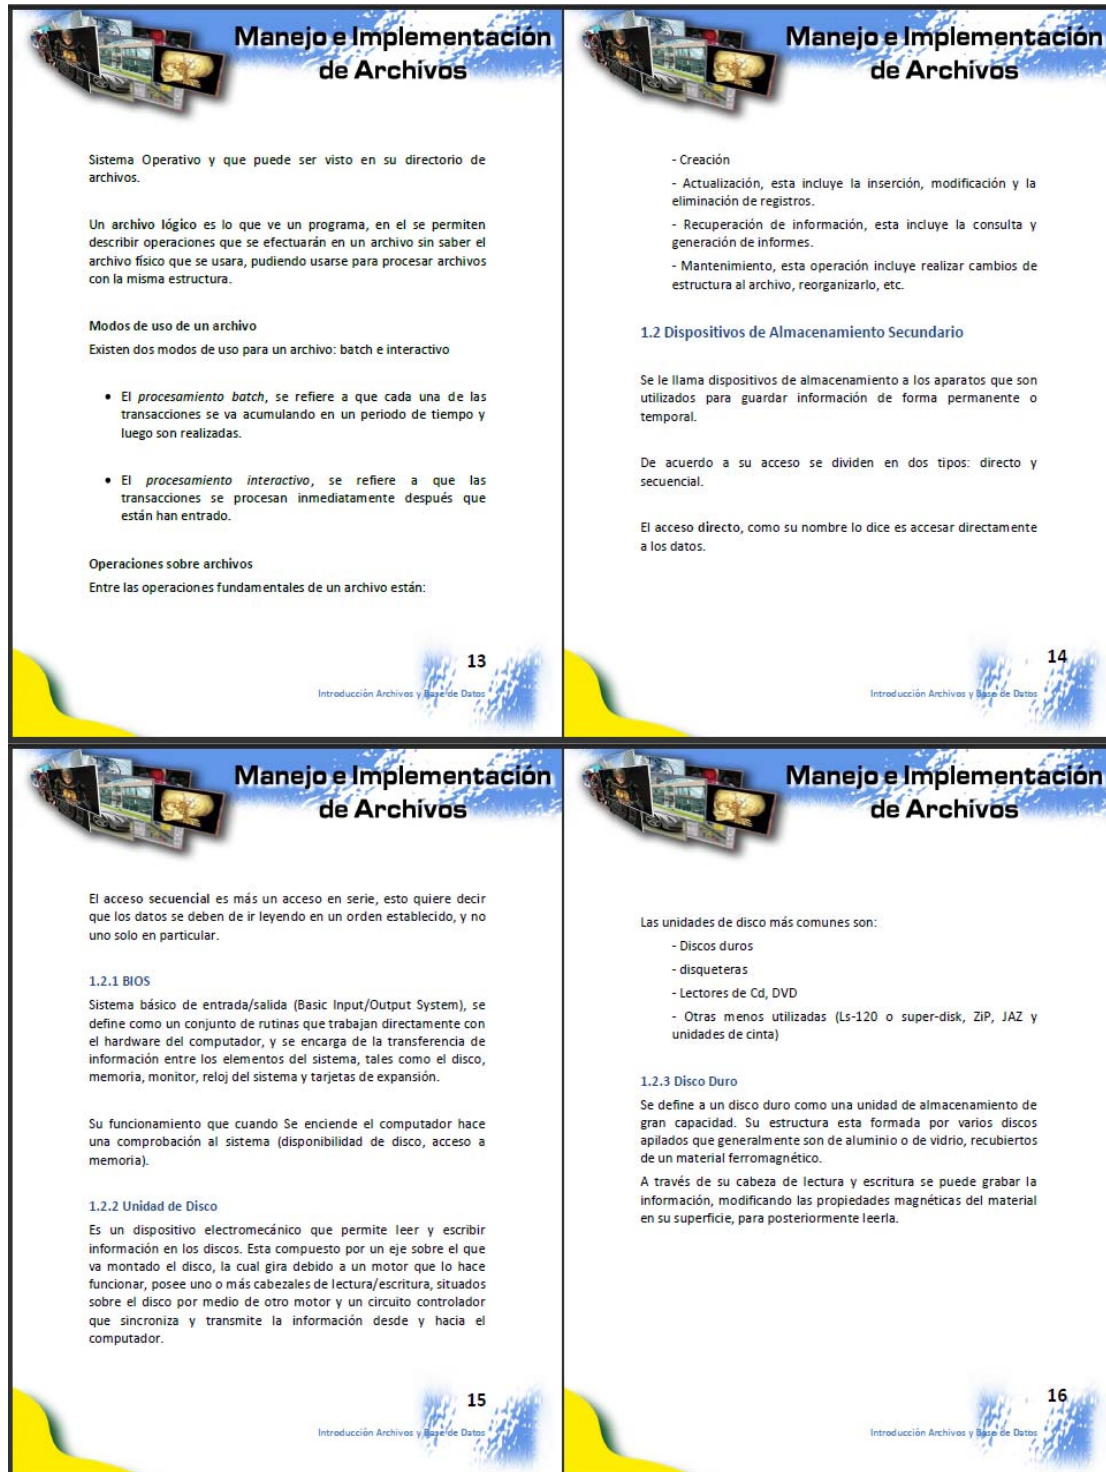 Manejo e Implementación
de Archivos
Sistema Operativo y que puede ser visto en su directorio de
archivos.
Un archivo lógico es lo que ve un programa, en el se permiten
describir operaciones que se efectuarán en un archivo sin saber el
archivo físico que se usara, pudiendo usarse para procesar archivos
con la misma estructura.
Modos de uso de un archivo
Existen dos modos de uso para un archivo: batch e interactivo
• El procesamiento batch, se refiere a que cada una de las
transacciones se va acumulando en un periodo de tiempo y
luego son realizadas.
• El procesamiento interactivo, se refiere a que las
transacciones se procesan inmediatamente después que
están han entrado.
Operaciones sobre archivos
Entre las operaciones fundamentales de un archivo están:
13
Introducción Archivos y Base de Datos
Manejo e Implementación
de Archivos
- Creación
- Actualización, esta incluye la inserción, modificación y la
eliminación de registros.
- Recuperación de información, esta incluye la consulta y
generación de informes.
- Mantenimiento, esta operación incluye realizar cambios de
estructura al archivo, reorganizarlo, etc.
1.2 Dispositivos de Almacenamiento Secundario
Se le llama dispositivos de almacenamiento a los aparatos que son
utilizados para guardar información de forma permanente o
temporal.
De acuerdo a su acceso se dividen en dos tipos: directo y
secuencial.
El acceso directo, como su nombre lo dice es accesar directamente
a los datos.
14
Introducción Archivos y Base de Datos
Manejo e Implementación
de Archivos
El acceso secuencial es más un acceso en serie, esto quiere decir
que los datos se deben de ir leyendo en un orden establecido, y no
uno solo en particular.
1.2.1 BIOS
Sistema básico de entrada/salida (Basic Input/Output System), se
define como un conjunto de rutinas que trabajan directamente con
el hardware del computador, y se encarga de la transferencia de
información entre los elementos del sistema, tales como el disco,
memoria, monitor, reloj del sistema y tarjetas de expansión.
Su funcionamiento que cuando Se enciende el computador hace
una comprobación al sistema (disponibilidad de disco, acceso a
memoria).
1.2.2 Unidad de Disco
Es un dispositivo electromecánico que permite leer y escribir
información en los discos. Esta compuesto por un eje sobre el que
va montado el disco, la cual gira debido a un motor que lo hace
funcionar, posee uno o más cabezales de lectura/escritura, situados
sobre el disco por medio de otro motor y un circuito controlador
que sincroniza y transmite la información desde y hacia el
computador.
15
Introducción Archivos y Base de Datos
Manejo e Implementación
de Archivos
Las unidades de disco más comunes son:
- Discos duros
- disqueteras
- Lectores de Cd, DVD
- Otras menos utilizadas (Ls-120 o super-disk, ZiP, JAZ y
unidades de cinta)
1.2.3 Disco Duro
Se define a un disco duro como una unidad de almacenamiento de
gran capacidad. Su estructura esta formada por varios discos
apilados que generalmente son de aluminio o de vidrio, recubiertos
de un material ferromagnético.
A través de su cabeza de lectura y escritura se puede grabar la
información, modificando las propiedades magnéticas del material
en su superficie, para posteriormente leerla.
16
Introducción Archivos y Base de Datos